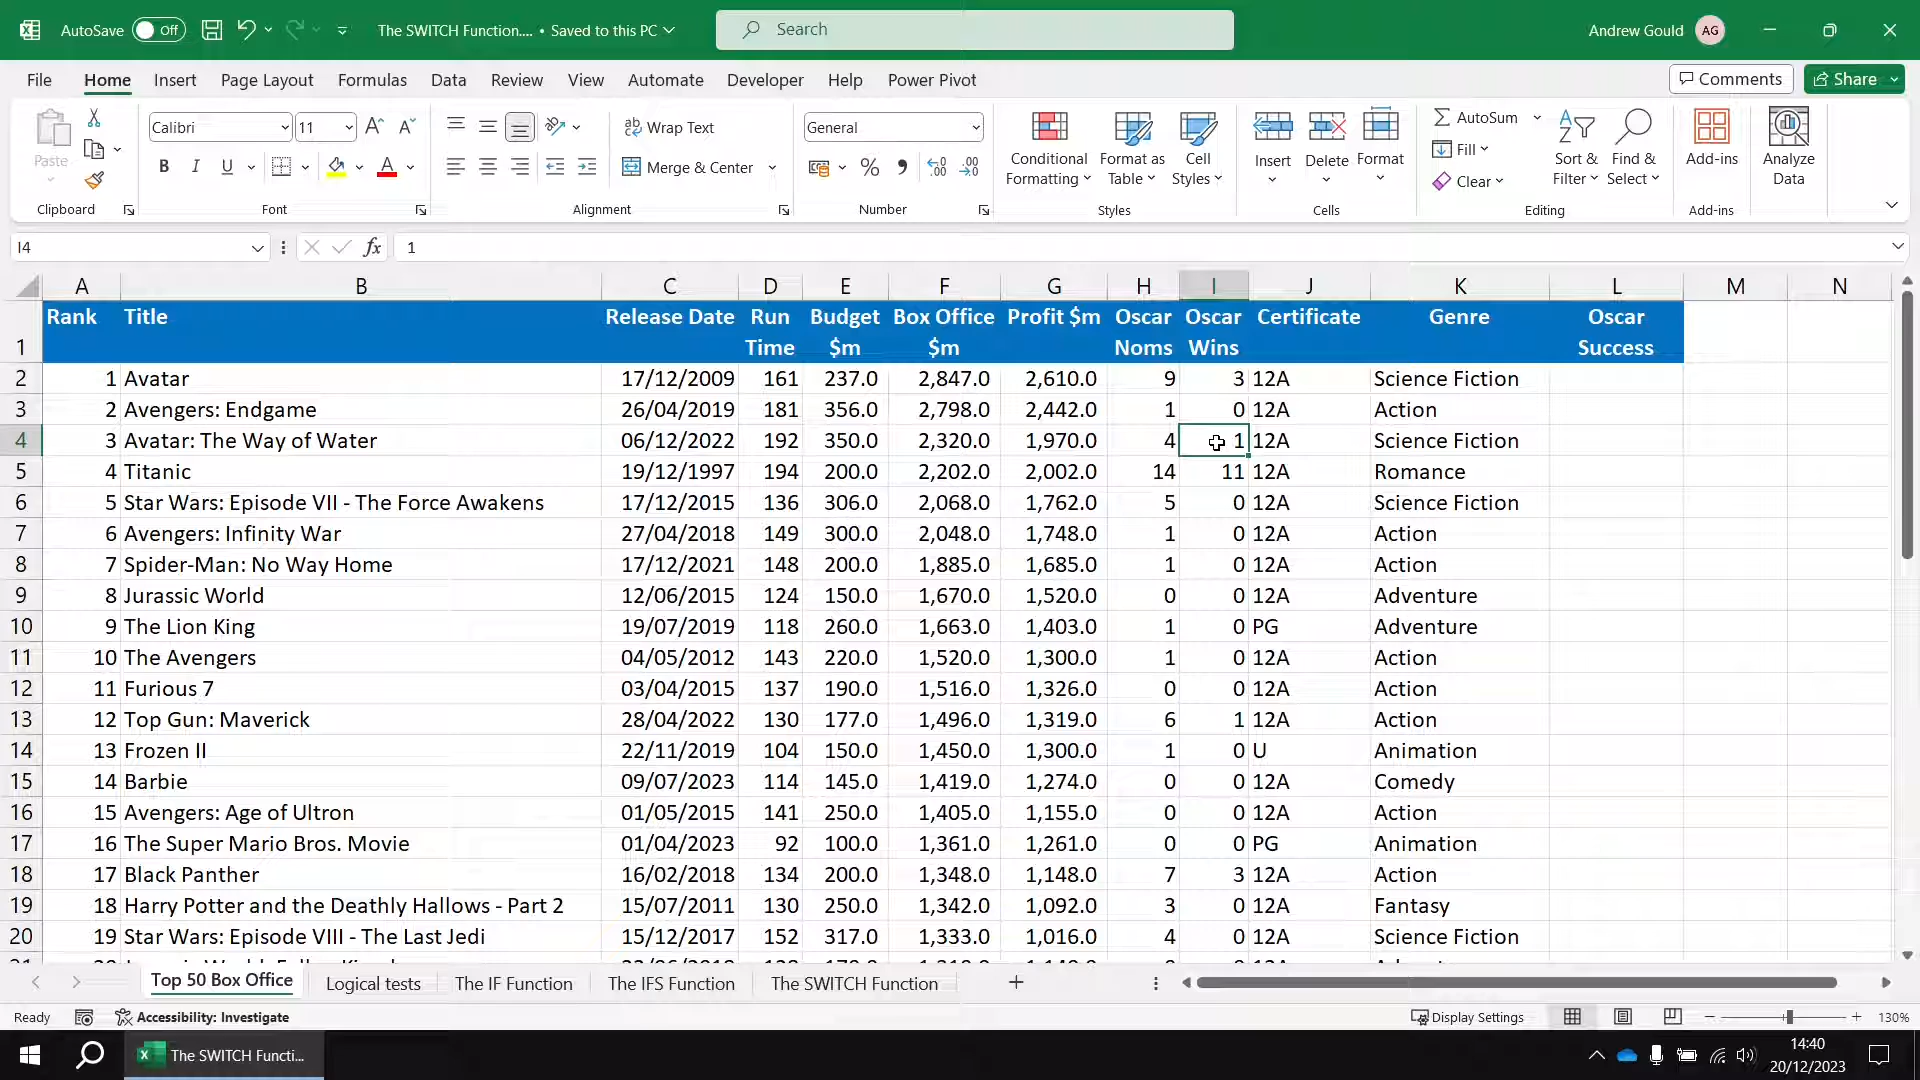 AutoSave Off The SWITCH Function.... • Saved to this PC Search Andrew Gould AG
File Home Insert Page Layout Formulas Data Review View Automate Developer Help Power Pivot Comments Share
Paste Calibri 11 Wrap Text General Conditional Formatting Format as Table Cell Styles Insert Delete Format AutoSum Fill Clear Sort & Filter Find & Select Add-ins Analyze Data
B I U Merge & Center
Clipboard Font Alignment Number Styles Cells Editing Add-ins
I4 fx 1
A B C D E F G H I J K L M N
1 Rank Title Release Date Run Time Budget $m Box Office $m Profit $m Oscar Noms Oscar Wins Certificate Genre Oscar Success
2 1 Avatar 17/12/2009 161 237.0 2,847.0 2,610.0 9 3 12A Science Fiction
3 2 Avengers: Endgame 26/04/2019 181 356.0 2,798.0 2,442.0 1 0 12A Action
4 3 Avatar: The Way of Water 06/12/2022 192 350.0 2,320.0 1,970.0 4 1 12A Science Fiction
5 4 Titanic 19/12/1997 194 200.0 2,202.0 2,002.0 14 11 12A Romance
6 5 Star Wars: Episode VII - The Force Awakens 17/12/2015 136 306.0 2,068.0 1,762.0 5 0 12A Science Fiction
7 6 Avengers: Infinity War 27/04/2018 149 300.0 2,048.0 1,748.0 1 0 12A Action
8 7 Spider-Man: No Way Home 17/12/2021 148 200.0 1,885.0 1,685.0 1 0 12A Action
9 8 Jurassic World 12/06/2015 124 150.0 1,670.0 1,520.0 0 0 12A Adventure
10 9 The Lion King 19/07/2019 118 260.0 1,663.0 1,403.0 1 0 PG Adventure
11 10 The Avengers 04/05/2012 143 220.0 1,520.0 1,300.0 1 0 12A Action
12 11 Furious 7 03/04/2015 137 190.0 1,516.0 1,326.0 0 0 12A Action
13 12 Top Gun: Maverick 28/04/2022 130 177.0 1,496.0 1,319.0 6 1 12A Action
14 13 Frozen II 22/11/2019 104 150.0 1,450.0 1,300.0 1 0 U Animation
15 14 Barbie 09/07/2023 114 145.0 1,419.0 1,274.0 0 0 12A Comedy
16 15 Avengers: Age of Ultron 01/05/2015 141 250.0 1,405.0 1,155.0 0 0 12A Action
17 16 The Super Mario Bros. Movie 01/04/2023 92 100.0 1,361.0 1,261.0 0 0 PG Animation
18 17 Black Panther 16/02/2018 134 200.0 1,348.0 1,148.0 7 3 12A Action
19 18 Harry Potter and the Deathly Hallows - Part 2 15/07/2011 130 250.0 1,342.0 1,092.0 3 0 12A Fantasy
20 19 Star Wars: Episode VIII - The Last Jedi 15/12/2017 152 317.0 1,333.0 1,016.0 4 0 12A Science Fiction
Top 50 Box Office Logical tests The IF Function The IFS Function The SWITCH Function
Ready Accessibility: Investigate Display Settings 130%
The SWITCH Functi... 14:40
20/12/2023